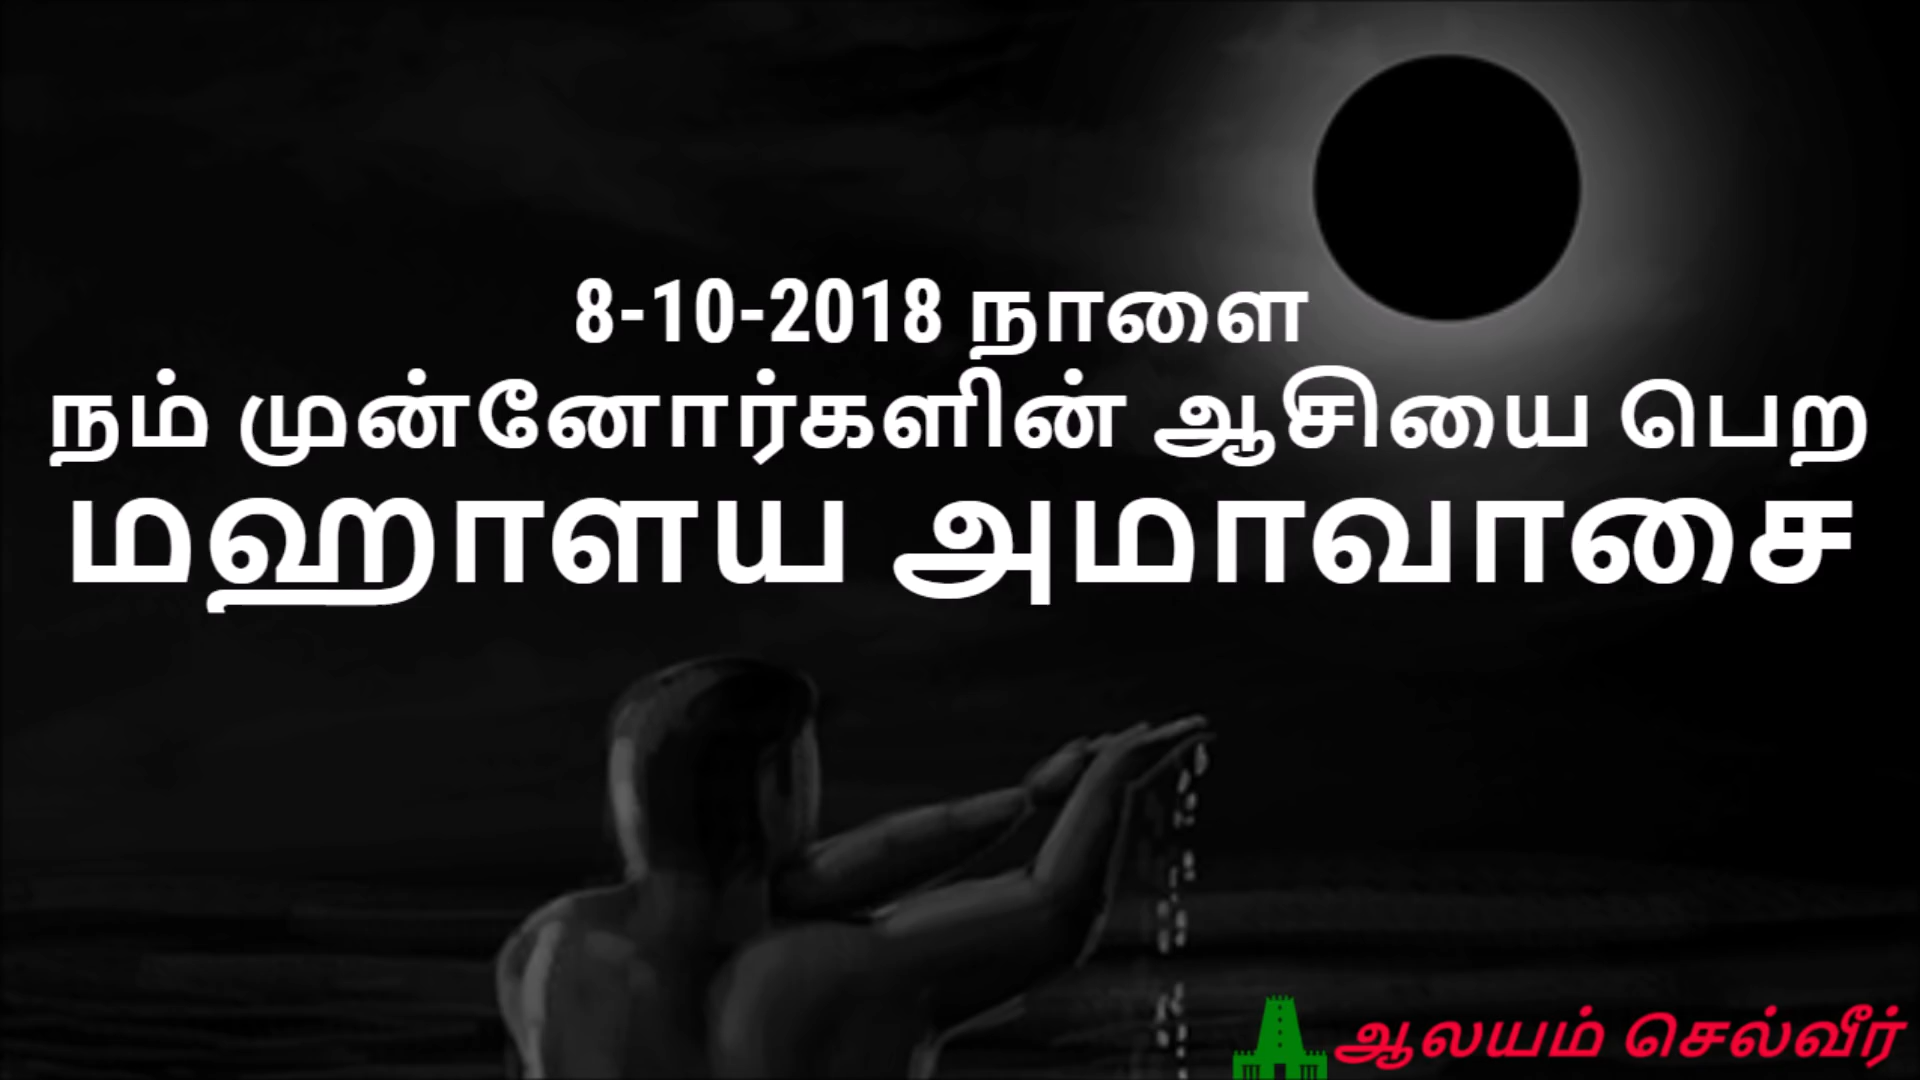 8-10-2018 நாளை
நம் முன்னோர்களின் ஆசியை பெற
மஹாளய அமாவாசை
ஆலயம் செல்வீர்